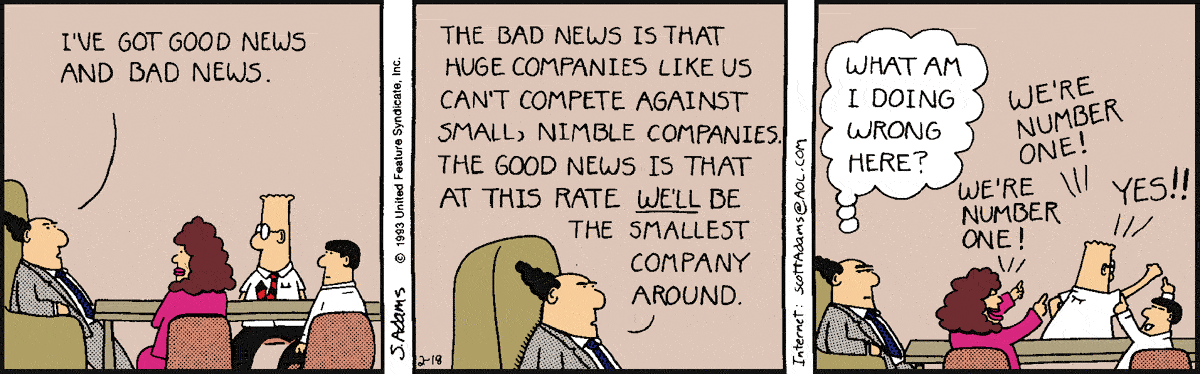 I'VE GOT GOOD NEWS
AND BAD NEWS.
S. Adams
© 1993 United Feature Syndicate, Inc.
THE BAD NEWS IS THAT
HUGE COMPANIES LIKE US
CAN'T COMPETE AGAINST
SMALL, NIMBLE COMPANIES.
THE GOOD NEWS IS THAT
AT THIS RATE WE'LL BE
THE SMALLEST
COMPANY
AROUND.
2-18
Internet: ScottAdams@AOL.COM
WHAT AM
I DOING
WRONG
HERE?
WE'RE
NUMBER
ONE!
WE'RE
NUMBER
ONE!
YES!!